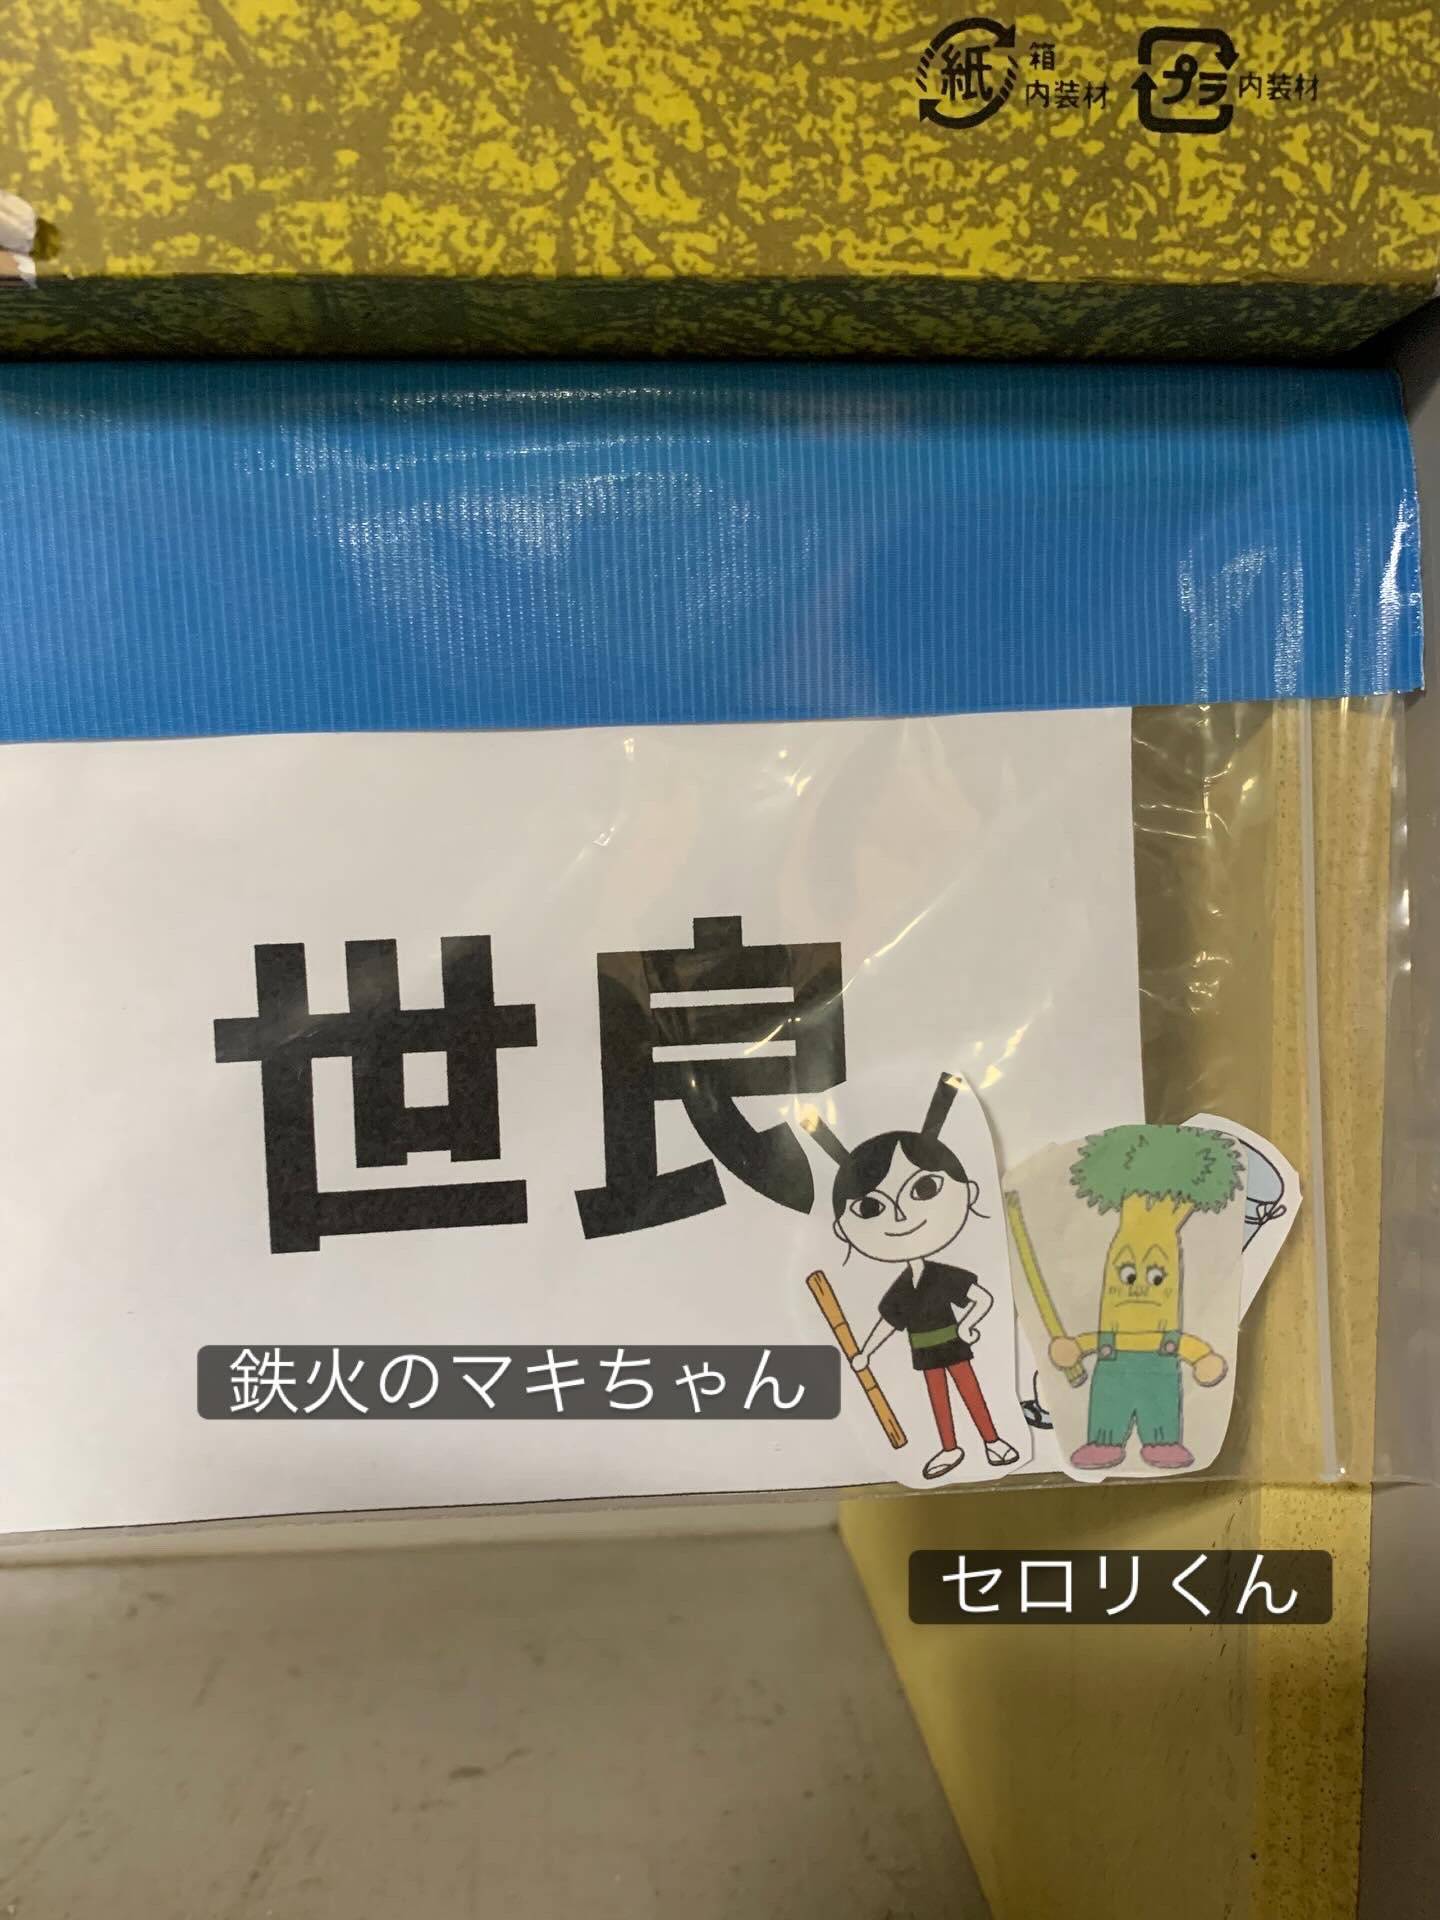 紙 箱 内装材 プラ 内装材
世良
鉄火のマキちゃん
セロリくん